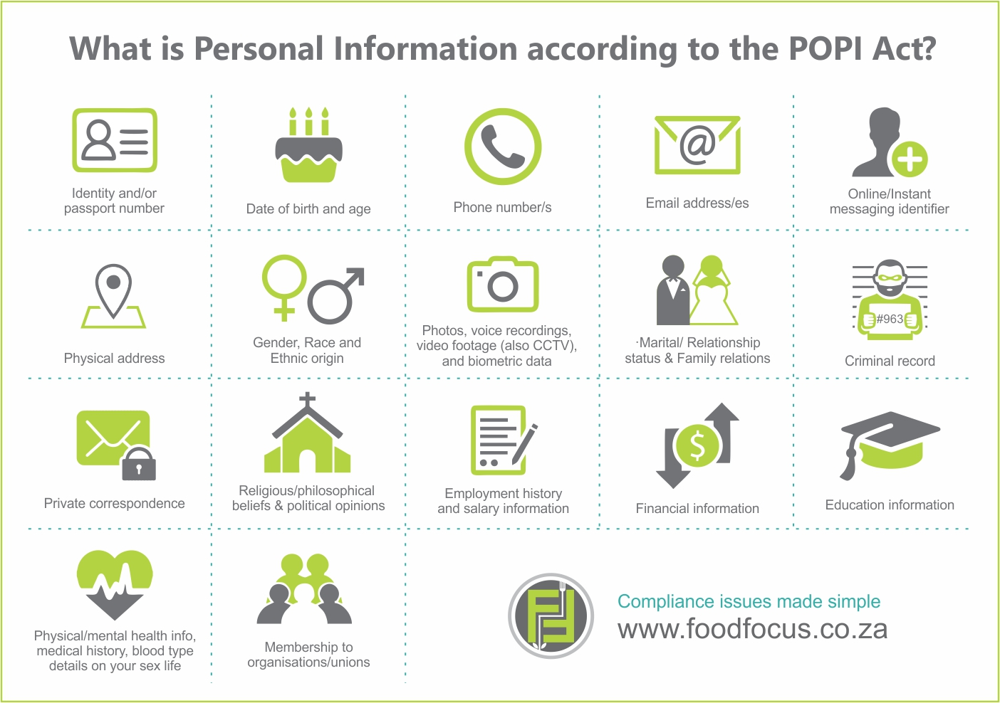 What is Personal Information according to the POPI Act?
Identity and/or
passport number
Date of birth and age
Phone number/s
@
Email address/es
Online/Instant
messaging identifier
Physical address
Gender, Race and
Ethnic origin
Photos, voice recordings,
video footage (also CCTV),
and biometric data
·Marital/ Relationship
status & Family relations
#963
Criminal record
Private correspondence
Religious/philosophical
beliefs & political opinions
Employment history
and salary information
$
Financial information
Education information
Physical/mental health info,
medical history, blood type
details on your sex life
Membership to
organisations/unions
FF
Compliance issues made simple
www.foodfocus.co.za